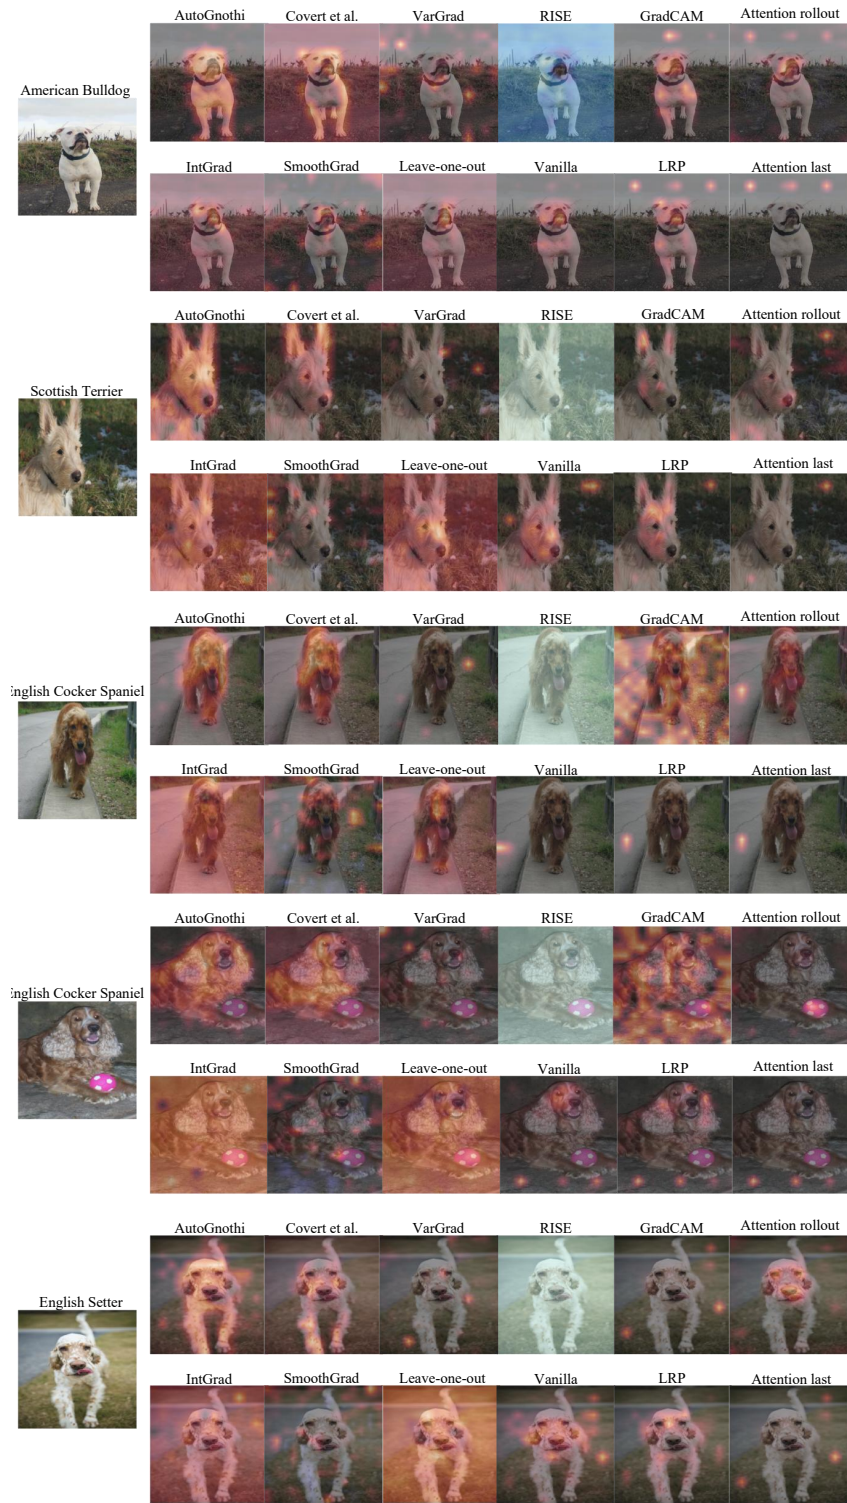 AutoGnothi Covert et al. VarGrad RISE GradCAM Attention rollout
American Bulldog
IntGrad SmoothGrad Leave-one-out Vanilla LRP Attention last
AutoGnothi Covert et al. VarGrad RISE GradCAM Attention rollout
Scottish Terrier
IntGrad SmoothGrad Leave-one-out Vanilla LRP Attention last
AutoGnothi Covert et al. VarGrad RISE GradCAM Attention rollout
English Cocker Spaniel
IntGrad SmoothGrad Leave-one-out Vanilla LRP Attention last
AutoGnothi Covert et al. VarGrad RISE GradCAM Attention rollout
English Cocker Spaniel
IntGrad SmoothGrad Leave-one-out Vanilla LRP Attention last
AutoGnothi Covert et al. VarGrad RISE GradCAM Attention rollout
English Setter
IntGrad SmoothGrad Leave-one-out Vanilla LRP Attention last